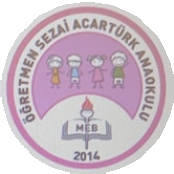 ÖĞRETMEN SEZAİ ACARTÜRK ANAOKULU
MEB
2014